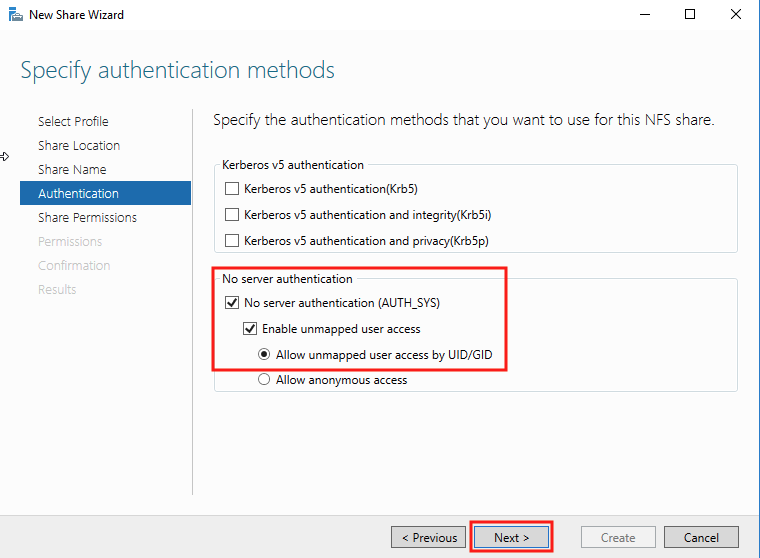 New Share Wizard
Specify authentication methods
Select Profile
Share Location
Share Name
Authentication
Share Permissions
Permissions
Confirmation
Results
Specify the authentication methods that you want to use for this NFS share.
Kerberos v5 authentication
Kerberos v5 authentication(Krb5)
Kerberos v5 authentication and integrity(Krb5i)
Kerberos v5 authentication and privacy(Krb5p)
No server authentication
No server authentication (AUTH_SYS)
Enable unmapped user access
Allow unmapped user access by UID/GID
Allow anonymous access
< Previous
Next >
Create
Cancel